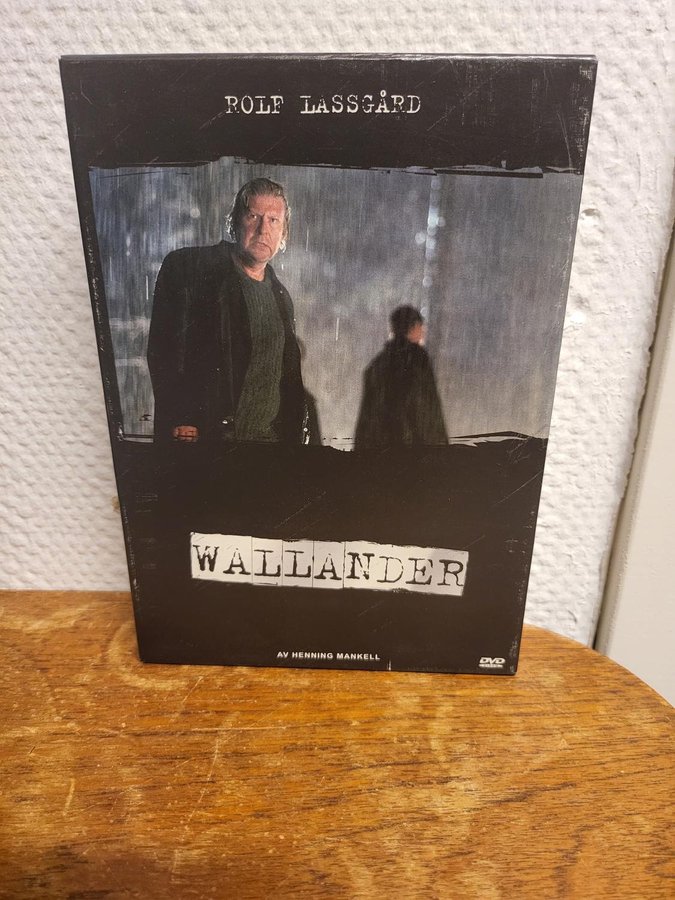 ROLF LASSGÅRD
WALLANDER
AV HENNING MANKELL
DVD